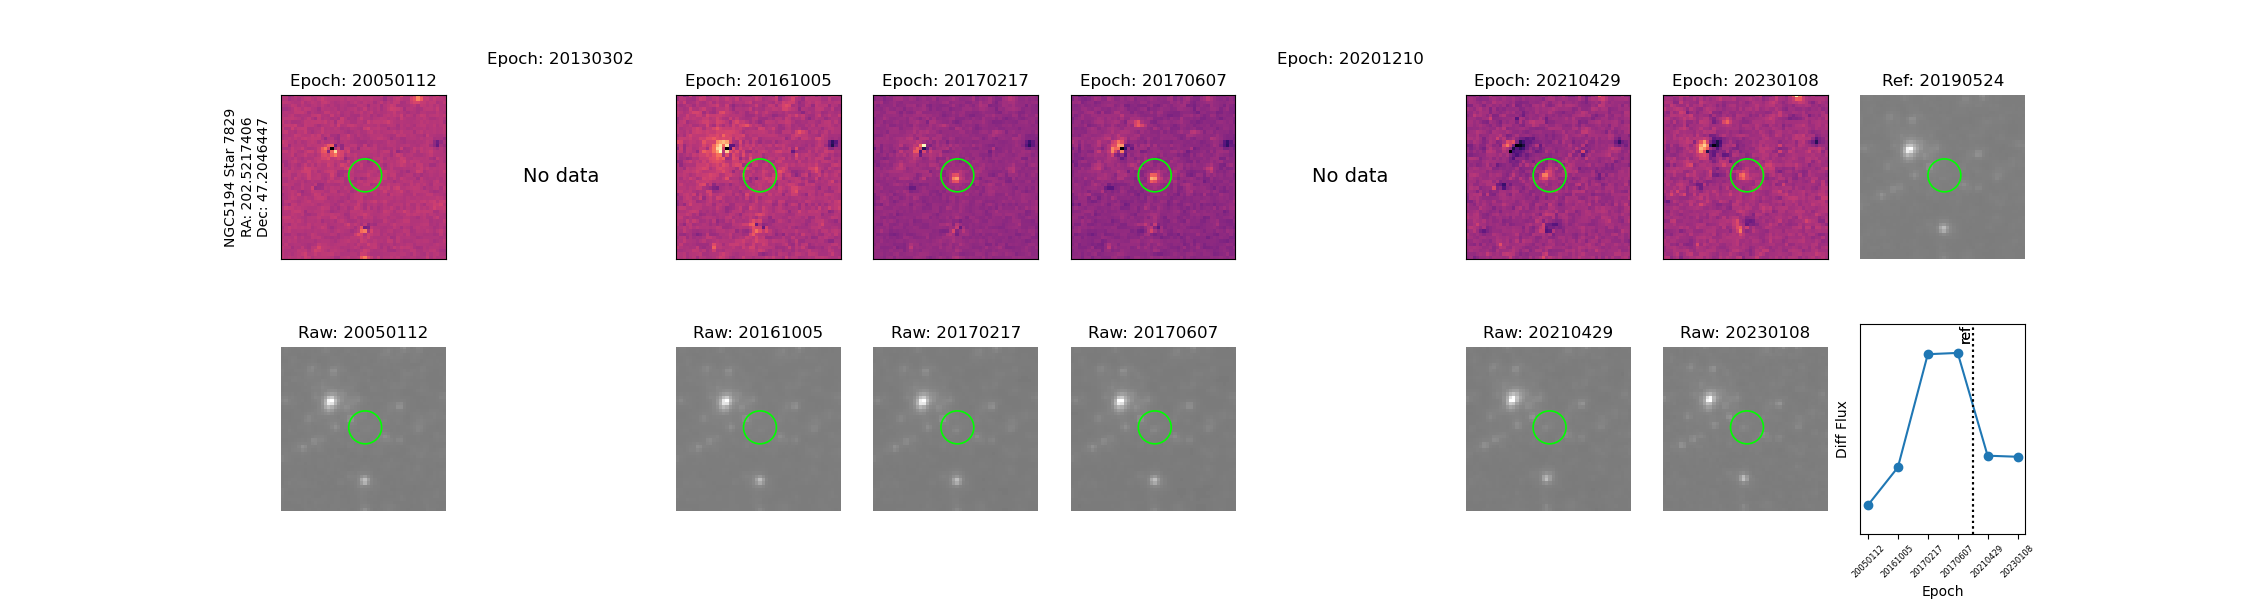 Epoch: 20130302
Epoch: 20201210
Epoch: 20050112
Epoch: 20161005
Epoch: 20170217
Epoch: 20170607
Epoch: 20210429
Epoch: 20230108
Ref: 20190524
NGC5194 Star 7829
RA: 202.5217406
Dec: 47.2046447
No data
No data
Raw: 20050112
Raw: 20161005
Raw: 20170217
Raw: 20170607
Raw: 20210429
Raw: 20230108
ref
Diff Flux
20050112
20161005
20170217
20170607
20210429
20230108
Epoch